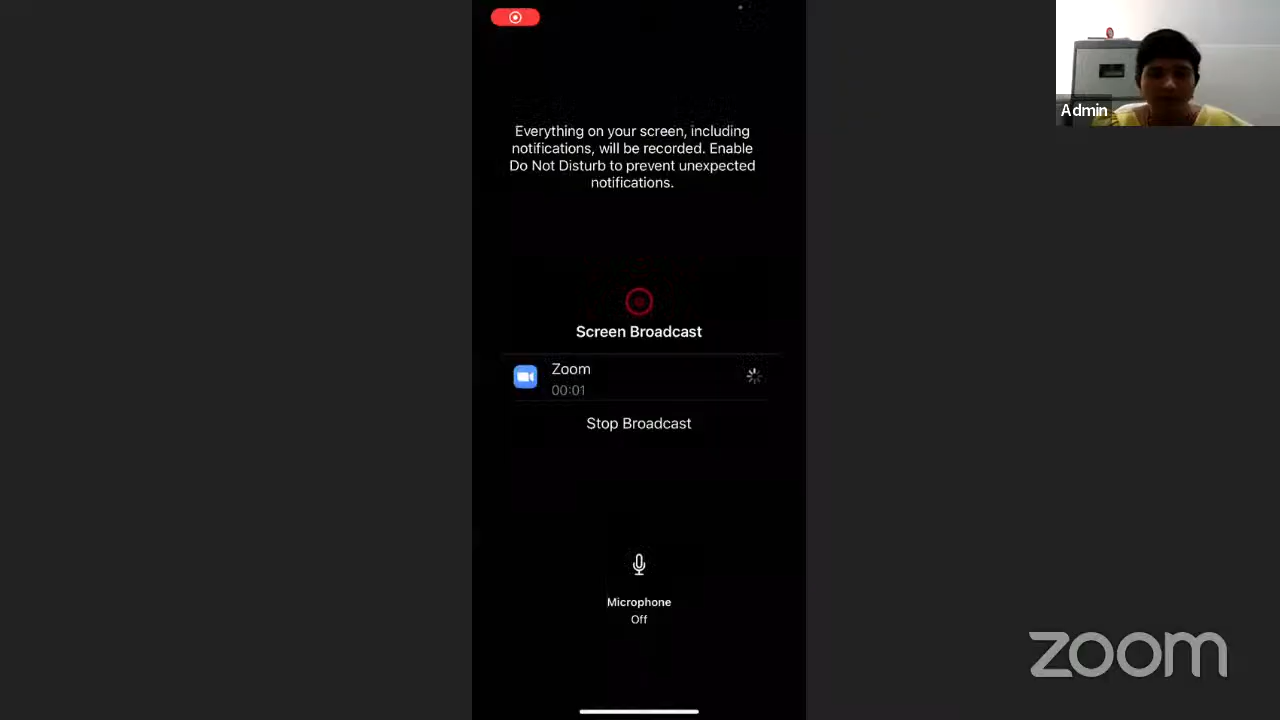 Everything on your screen, including
notifications, will be recorded. Enable
Do Not Disturb to prevent unexpected
notifications.
Admin
Screen Broadcast
Zoom
00:01
Stop Broadcast
Microphone
Off
zoom